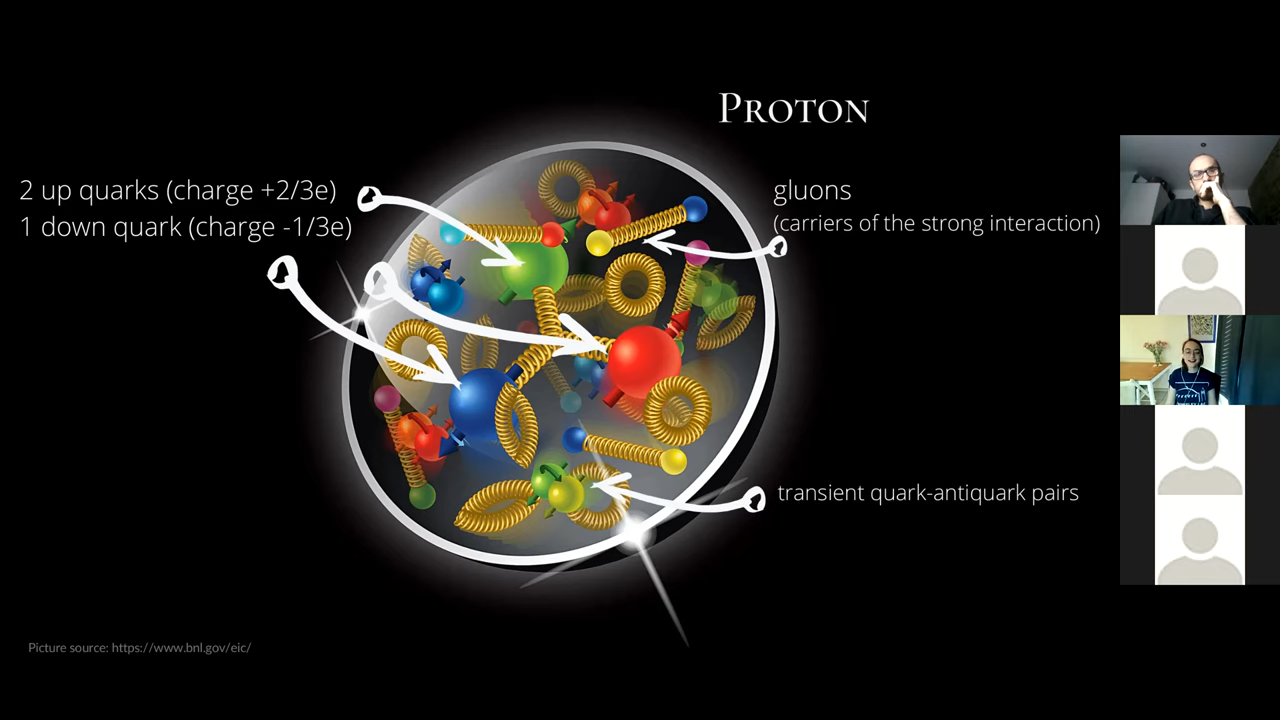 PROTON
2 up quarks (charge +2/3e)
1 down quark (charge -1/3e)
gluons
(carriers of the strong interaction)
transient quark-antiquark pairs
Picture source: https://www.bnl.gov/eic/